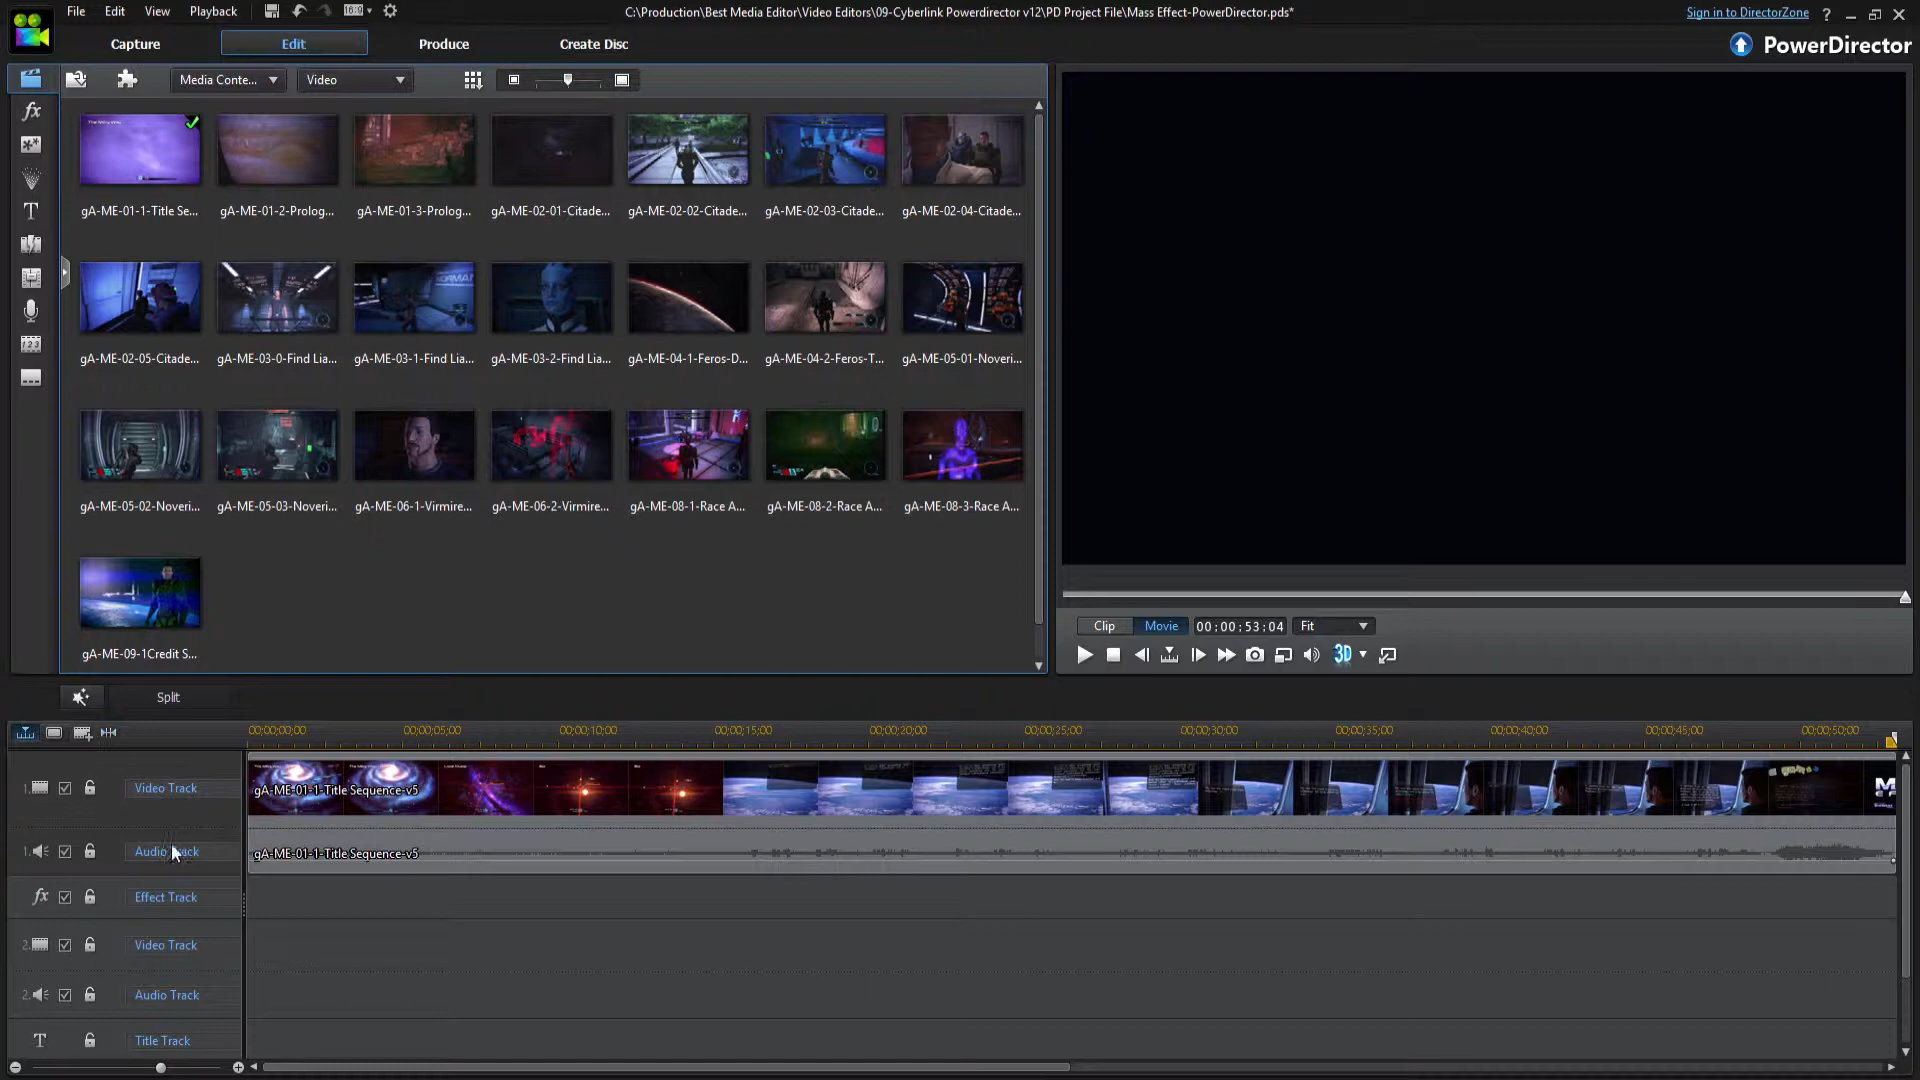 File Edit View Playback
16:9
C:\Production\Best Media Editor\Video Editors\09-Cyberlink Powerdirector v12\PD Project File\Mass Effect-PowerDirector.pds*
Sign in to DirectorZone ?
Capture Edit Produce Create Disc
PowerDirector
Media Conte... Video
fx
T
gA-ME-01-1-Title Se... gA-ME-01-2-Prolog... gA-ME-01-3-Prolog... gA-ME-02-01-Citade... gA-ME-02-02-Citade... gA-ME-02-03-Citade... gA-ME-02-04-Citade...
gA-ME-02-05-Citade... gA-ME-03-0-Find Lia... gA-ME-03-1-Find Lia... gA-ME-03-2-Find Lia... gA-ME-04-1-Feros-D... gA-ME-04-2-Feros-T... gA-ME-05-01-Noveri...
gA-ME-05-02-Noveri... gA-ME-05-03-Noveri... gA-ME-06-1-Virmire... gA-ME-06-2-Virmire... gA-ME-08-1-Race A... gA-ME-08-2-Race A... gA-ME-08-3-Race A...
gA-ME-09-1Credit S...
Clip Movie 00;00;53;04 Fit
3D
Split
00;00;00;00 00;00;05;00 00;00;10;00 00;00;15;00 00;00;20;00 00;00;25;00 00;00;30;00 00;00;35;00 00;00;40;00 00;00;45;00 00;00;50;00
1. Video Track
gA-ME-01-1-Title Sequence-v5
1. Audio Track
gA-ME-01-1-Title Sequence-v5
fx Effect Track
2. Video Track
2. Audio Track
T Title Track